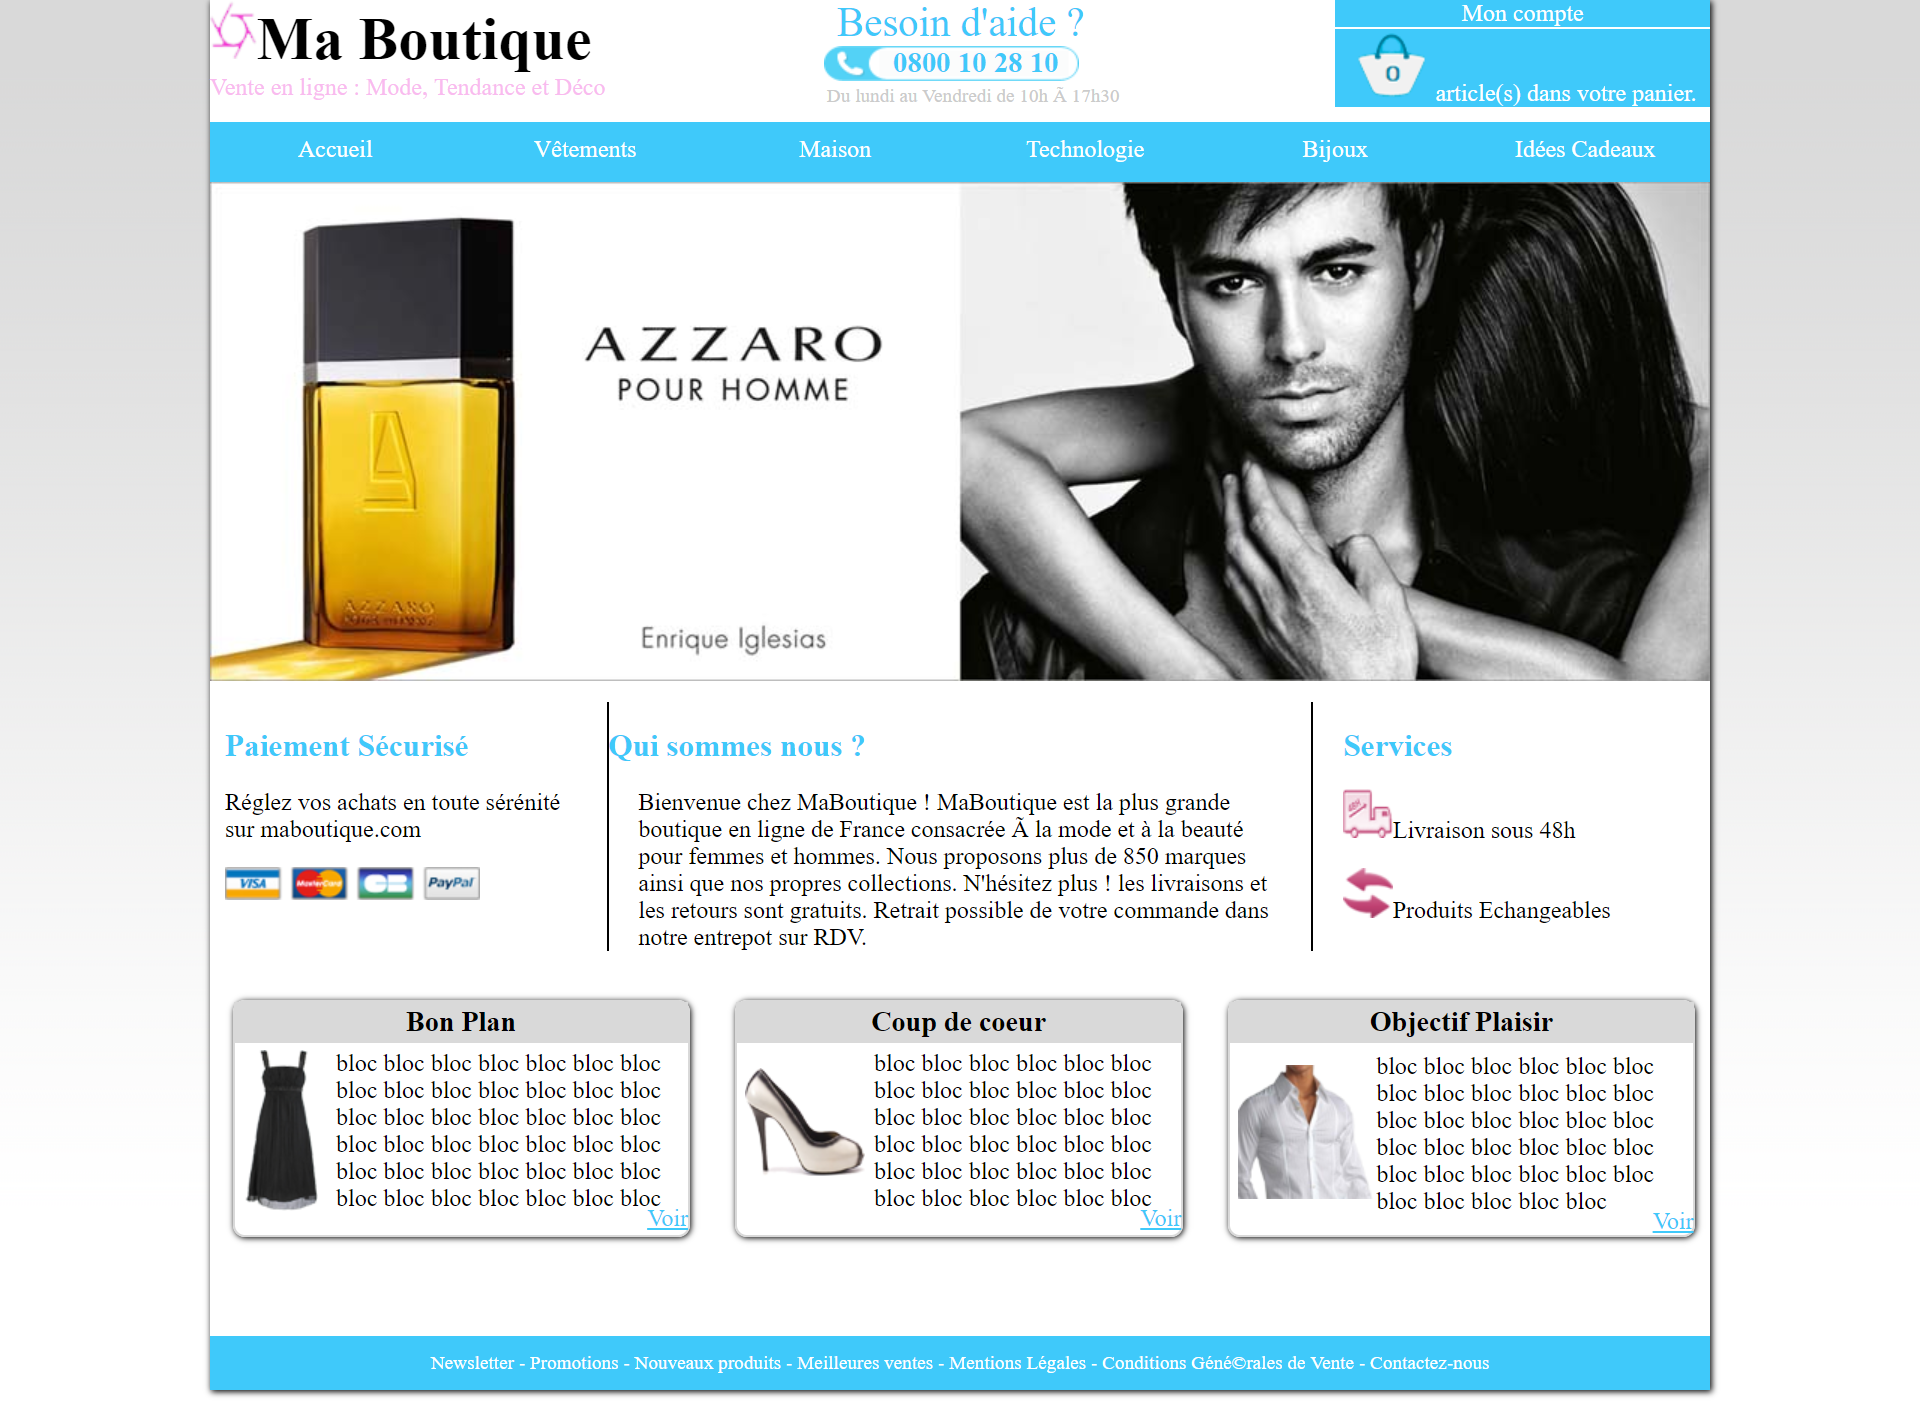 Ma Boutique
Vente en ligne : Mode, Tendance et Déco
Besoin d'aide ?
0800 10 28 10
Du lundi au Vendredi de 10h Ã 17h30
Mon compte
0
article(s) dans votre panier.
Accueil Vêtements Maison Technologie Bijoux Idées Cadeaux
AZZARO
POUR HOMME
AZZARO
POUR HOMME
Enrique Iglesias
Paiement Sécurisé
Réglez vos achats en toute sérénité
sur maboutique.com
VISA MasterCard CB PayPal
Qui sommes nous ?
Bienvenue chez MaBoutique ! MaBoutique est la plus grande
boutique en ligne de France consacrée Ã la mode et à la beauté
pour femmes et hommes. Nous proposons plus de 850 marques
ainsi que nos propres collections. N'hésitez plus ! les livraisons et
les retours sont gratuits. Retrait possible de votre commande dans
notre entrepot sur RDV.
Services
48H
Livraison sous 48h
Produits Echangeables
Bon Plan
bloc bloc bloc bloc bloc bloc bloc
bloc bloc bloc bloc bloc bloc bloc
bloc bloc bloc bloc bloc bloc bloc
bloc bloc bloc bloc bloc bloc bloc
bloc bloc bloc bloc bloc bloc bloc
bloc bloc bloc bloc bloc bloc bloc
Voir
Coup de coeur
bloc bloc bloc bloc bloc bloc
bloc bloc bloc bloc bloc bloc
bloc bloc bloc bloc bloc bloc
bloc bloc bloc bloc bloc bloc
bloc bloc bloc bloc bloc bloc
bloc bloc bloc bloc bloc bloc
Voir
Objectif Plaisir
bloc bloc bloc bloc bloc bloc
bloc bloc bloc bloc bloc bloc
bloc bloc bloc bloc bloc bloc
bloc bloc bloc bloc bloc bloc
bloc bloc bloc bloc bloc bloc
bloc bloc bloc bloc bloc
Voir
Newsletter - Promotions - Nouveaux produits - Meilleures ventes - Mentions Légales - Conditions Géné©rales de Vente - Contactez-nous